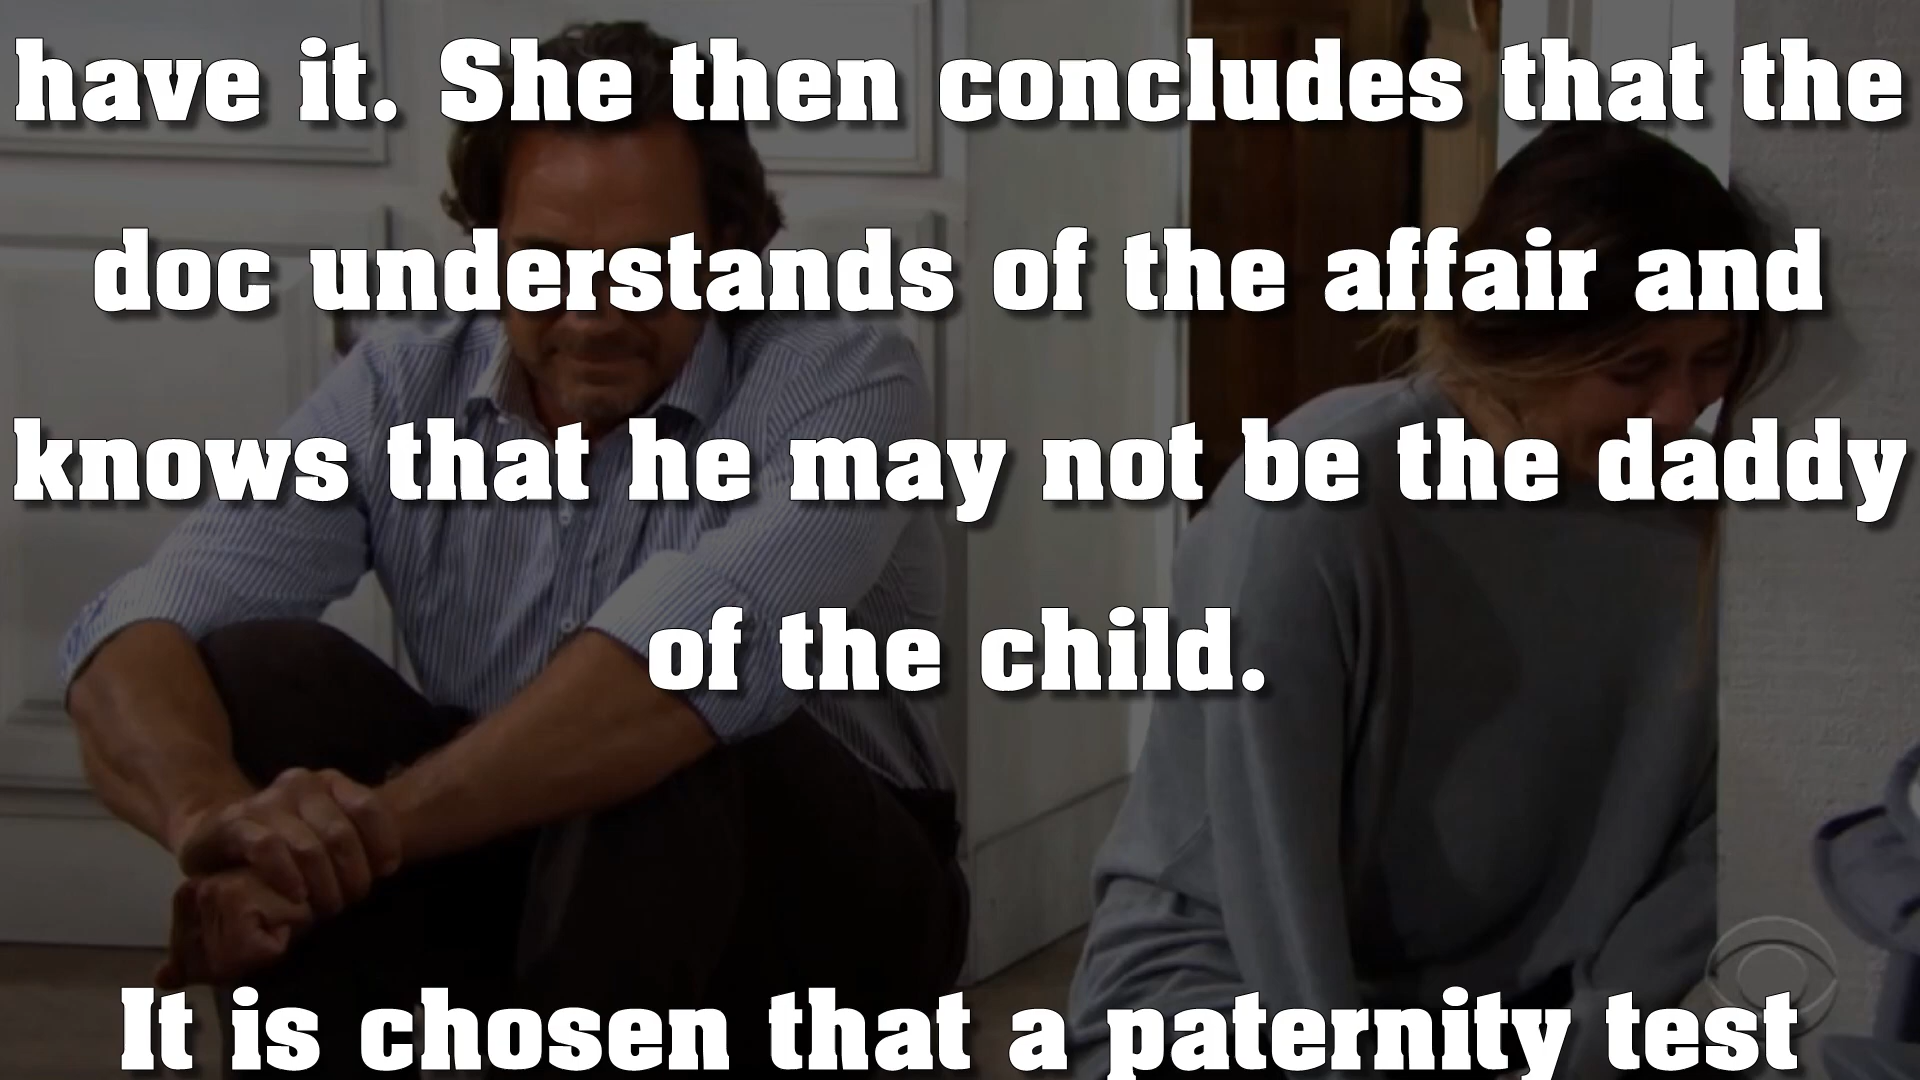 have it. She then concludes that the
doc understands of the affair and
knows that he may not be the daddy
of the child.
It is chosen that a paternity test